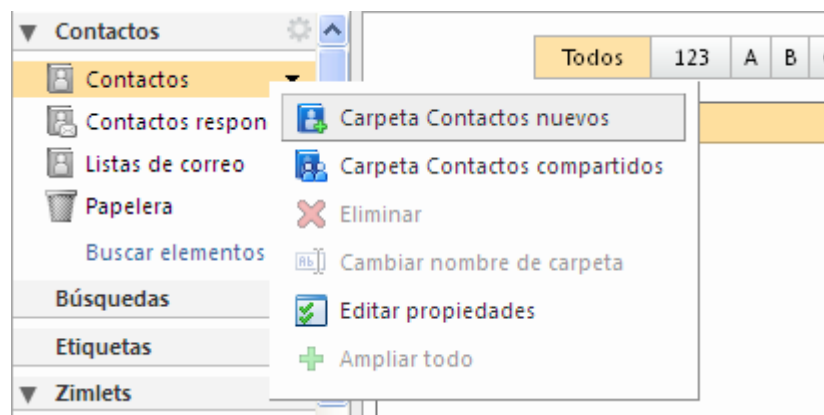 Contactos
Todos 123 A B
Contactos
Carpeta Contactos nuevos
Contactos respon
Carpeta Contactos compartidos
Listas de correo
Papelera
Eliminar
Buscar elementos
Cambiar nombre de carpeta
Búsquedas
Editar propiedades
Etiquetas
Ampliar todo
Zimlets